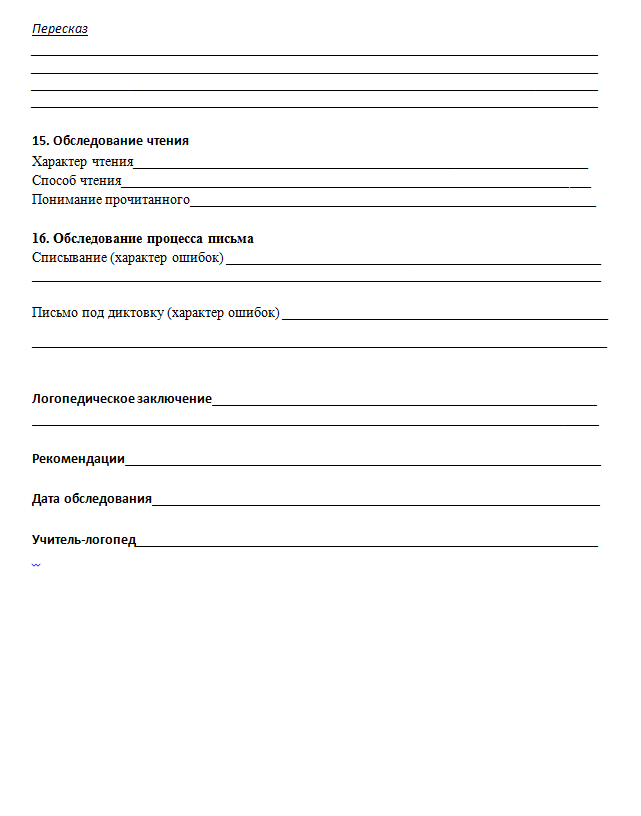 Пересказ
15. Обследование чтения
Характер чтения
Способ чтения
Понимание прочитанного
16. Обследование процесса письма
Списывание (характер ошибок)
Письмо под диктовку (характер ошибок)
Логопедическое заключение
Рекомендации
Дата обследования
Учитель-логопед